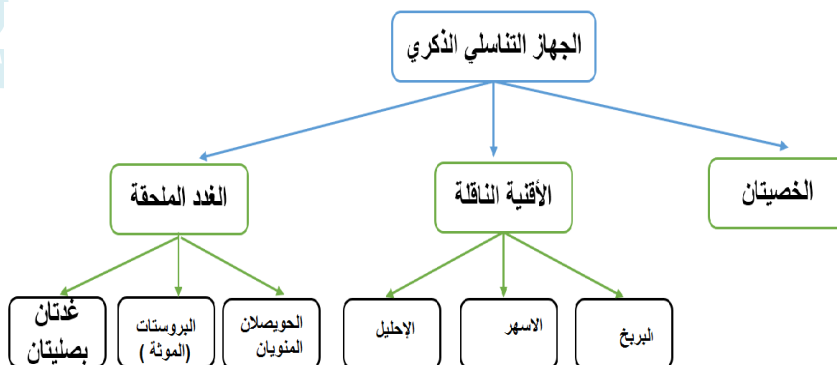 الجهاز التناسلي الذكري
الخصيتان
الأقنية الناقلة
الغدد الملحقة
البربخ
الاسهر
الإحليل
الحويصلان
المنويان
البروستات
(الموثة )
غدتان
بصليتان